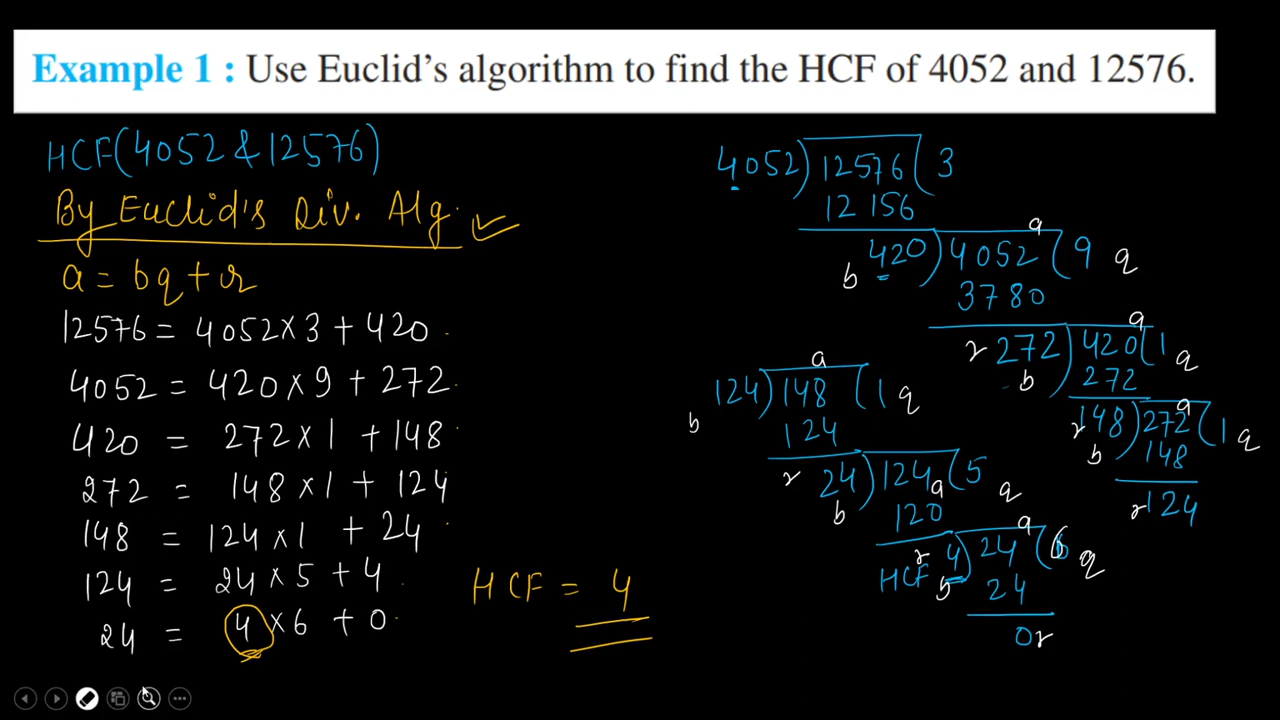 Example 1 : Use Euclid's algorithm to find the HCF of 4052 and 12576.
HCF(4052 & 12576)
By Euclid's Div. Alg.
a = bq + r
12576 = 4052 × 3 + 420
4052 = 420 × 9 + 272
420 = 272 × 1 + 148
272 = 148 × 1 + 124
148 = 124 × 1 + 24
124 = 24 × 5 + 4
24 = 4 × 6 + 0
HCF = 4
4052) 12576 ( 3
12156
a
b 420) 4052 ( 9 q
3780
a
r 272) 420 ( 1 q
b 272
a
r 148) 272 ( 1 q
b 148
r 124
a
b 124) 148 ( 1 q
124
r 24) 124 ( 5 q
b a
120
a
r
HCF 4) 24 ( 6 q
b 24
0 r